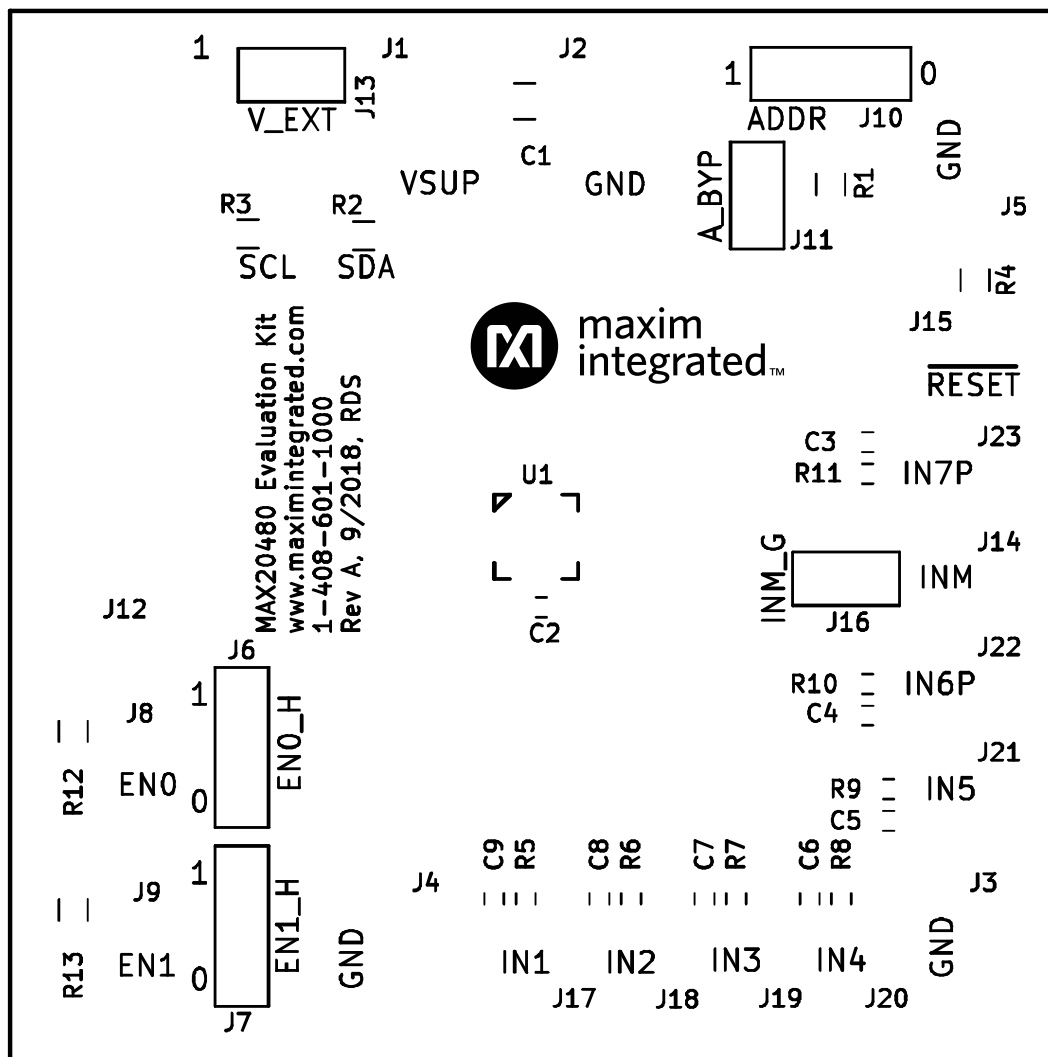 1
J1
J2
J13
V_EXT
1
0
ADDR
J10
C1
VSUP
GND
A_BYP
R1
GND
J11
J5
R3
R2
SCL
SDA
R4
J15
maxim
integrated™
RESET
MAX20480 Evaluation Kit
www.maximintegrated.com
1-408-601-1000
Rev A, 9/2018, RDS
J23
C3
R11
IN7P
U1
J14
INM_G
INM
J16
C2
J12
J6
J22
1
R10
IN6P
C4
J8
EN0_H
J21
R12
EN0
0
R9
IN5
C5
C9
R5
C8
R6
C7
R7
C6
R8
1
J9
EN1_H
J4
J3
R13
EN1
0
GND
IN1
IN2
IN3
IN4
GND
J7
J17
J18
J19
J20